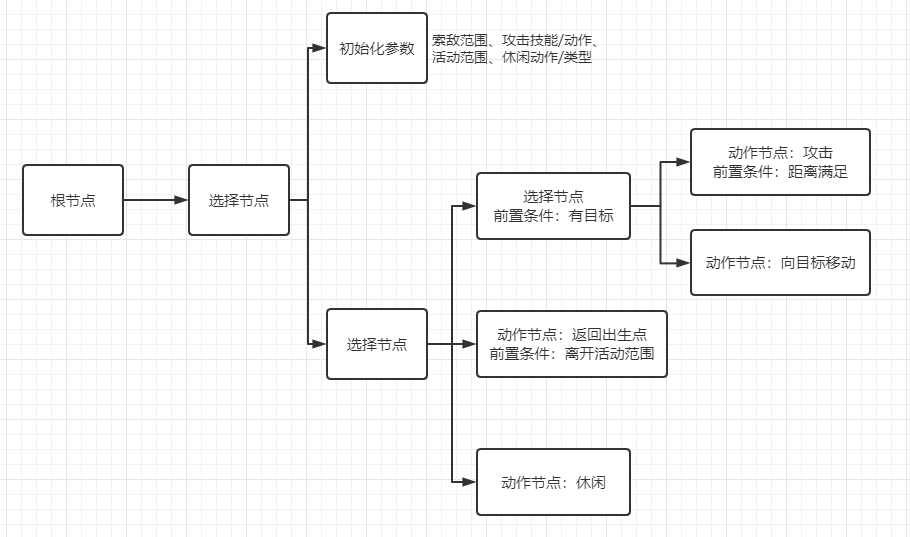 初始化参数
索敌范围、攻击技能/动作、
活动范围、休闲动作/类型
根节点
选择节点
选择节点
前置条件：有目标
动作节点：攻击
前置条件：距离满足
动作节点：向目标移动
选择节点
动作节点：返回出生点
前置条件：离开活动范围
动作节点：休闲